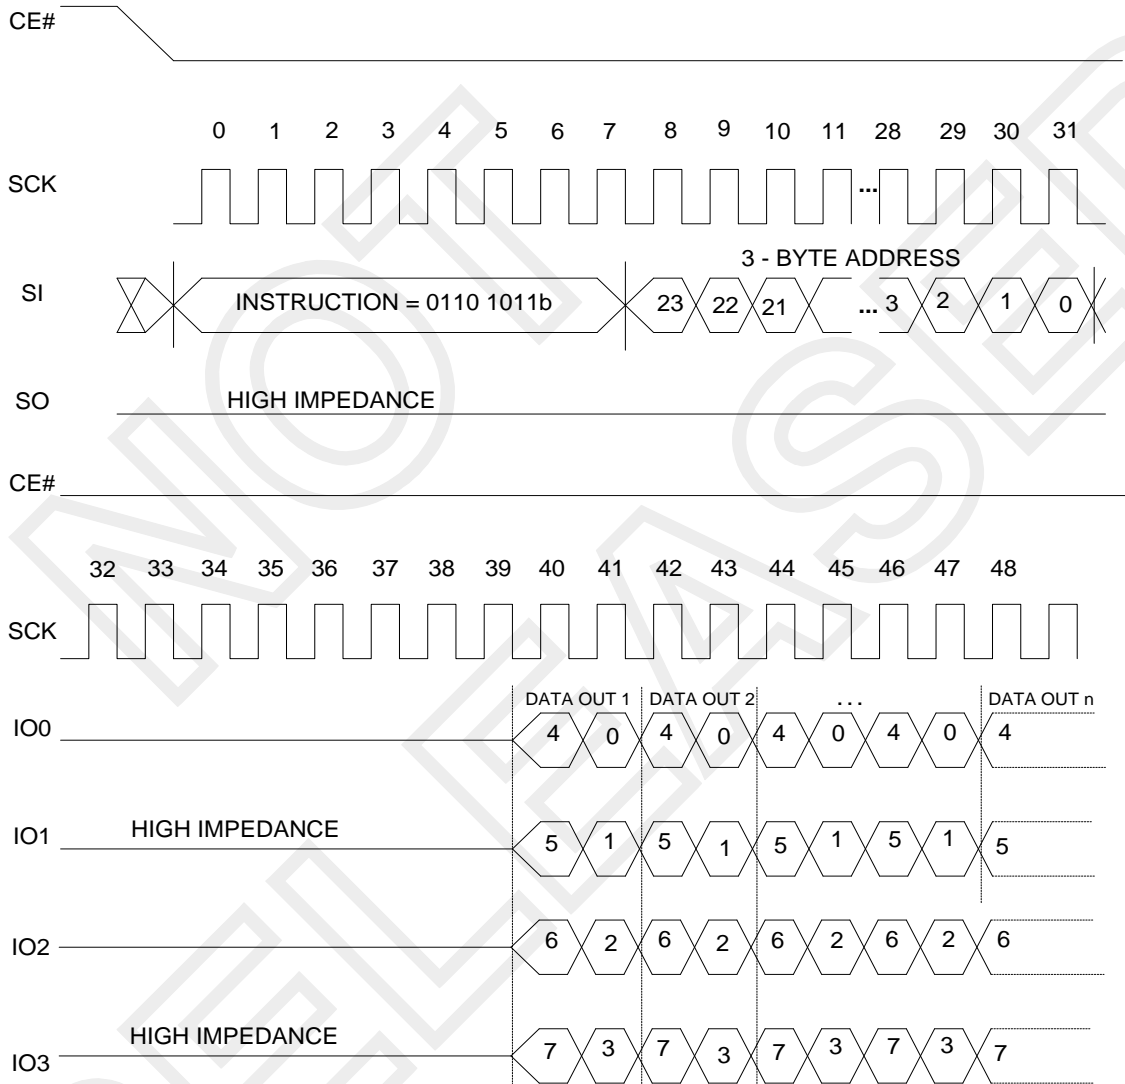 CE#
0 1 2 3 4 5 6 7 8 9 10 11 28 29 30 31
SCK ...
3 - BYTE ADDRESS
SI INSTRUCTION = 0110 1011b 23 22 21 ... 3 2 1 0
SO HIGH IMPEDANCE
CE#
32 33 34 35 36 37 38 39 40 41 42 43 44 45 46 47 48
SCK
DATA OUT 1 DATA OUT 2 ... DATA OUT n
IO0 4 0 4 0 4 0 4 0 4
IO1 HIGH IMPEDANCE 5 1 5 1 5 1 5 1 5
IO2 6 2 6 2 6 2 6 2 6
IO3 HIGH IMPEDANCE 7 3 7 3 7 3 7 3 7
NOT
RELEASED